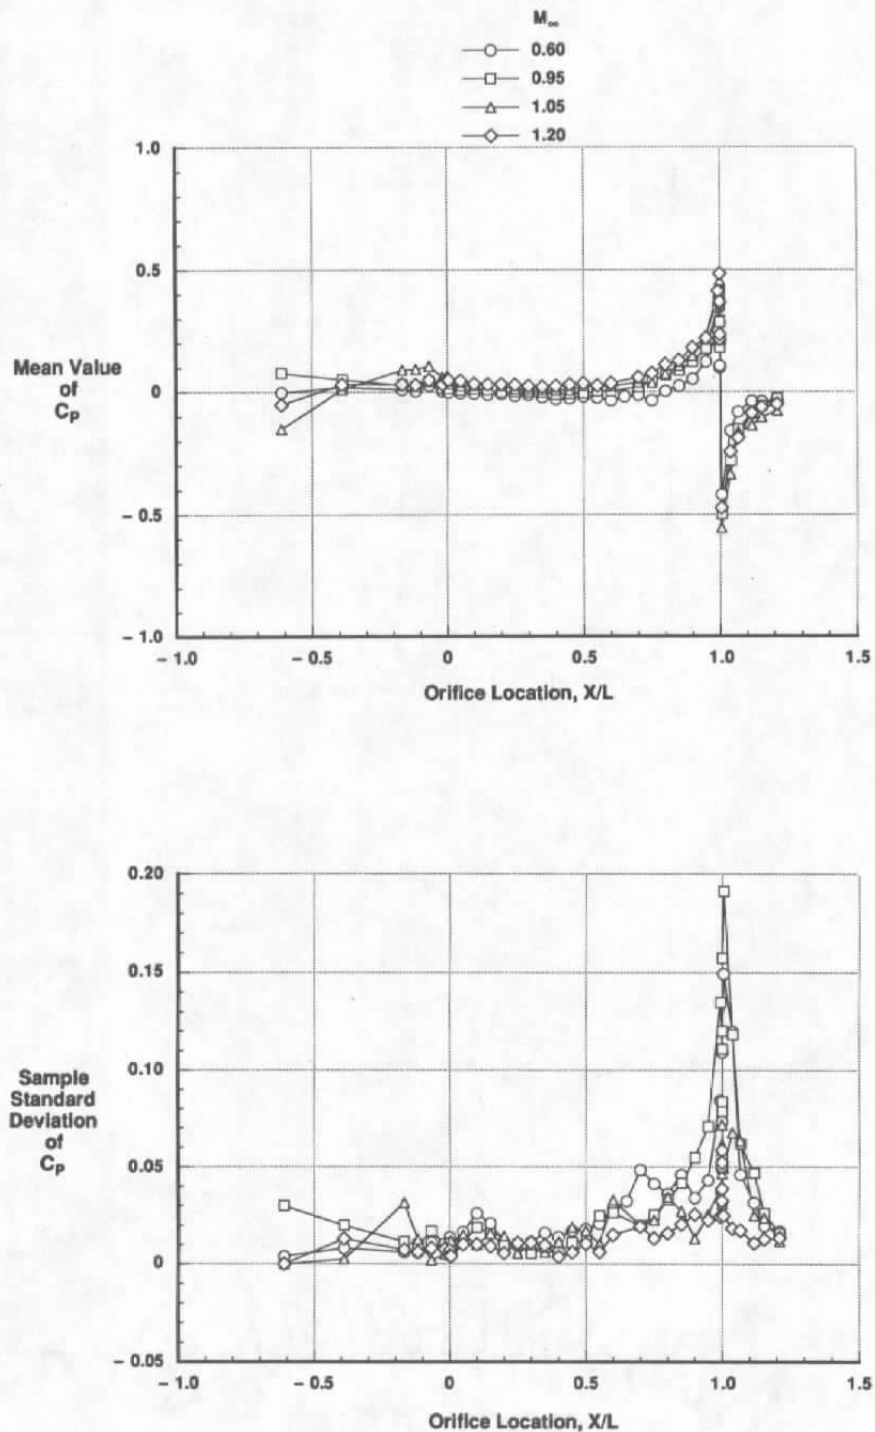 M∞
0.60
0.95
1.05
1.20
1.0
0.5
0
– 0.5
– 1.0
Mean Value
of
CP
– 1.0
– 0.5
0
0.5
1.0
1.5
Orifice Location, X/L
0.20
0.15
0.10
0.05
0
– 0.05
Sample
Standard
Deviation
of
CP
– 1.0
– 0.5
0
0.5
1.0
1.5
Orifice Location, X/L